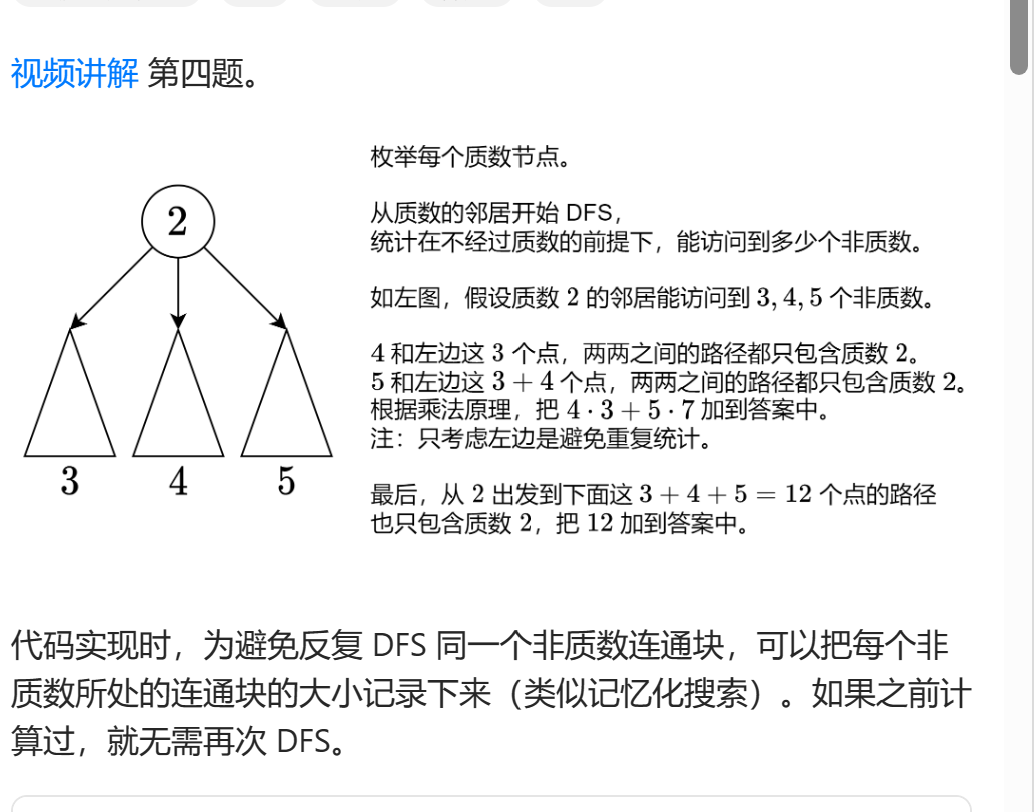 视频讲解 第四题。
枚举每个质数节点。
2
从质数的邻居开始 DFS，
统计在不经过质数的前提下，能访问到多少个非质数。
如左图，假设质数 2 的邻居能访问到 3, 4, 5 个非质数。
4 和左边这 3 个点，两两之间的路径都只包含质数 2。
5 和左边这 3 + 4 个点，两两之间的路径都只包含质数 2。
根据乘法原理，把 4 · 3 + 5 · 7 加到答案中。
注：只考虑左边是避免重复统计。
3 4 5
最后，从 2 出发到下面这 3 + 4 + 5 = 12 个点的路径
也只包含质数 2，把 12 加到答案中。
代码实现时，为避免反复 DFS 同一个非质数连通块，可以把每个非
质数所处的连通块的大小记录下来（类似记忆化搜索）。如果之前计
算过，就无需再次 DFS。